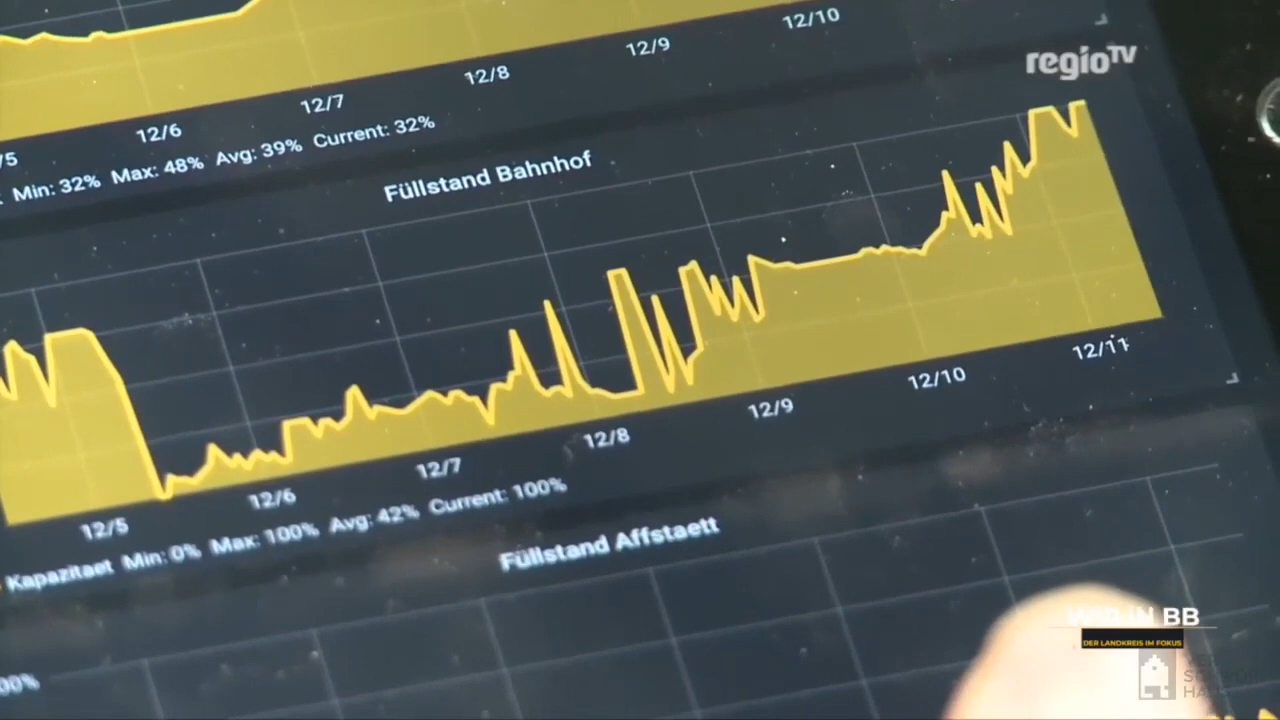 12/10
12/9
12/8
12/7
12/6
/5
Min: 32% Max: 48% Avg: 39% Current: 32%
regioTV
Füllstand Bahnhof
12/11
12/10
12/9
12/8
12/7
12/6
12/5
Kapazitaet Min: 0% Max: 100% Avg: 42% Current: 100%
Füllstand Affstaett
00%
BB
DER LANDKREIS IM FOKUS